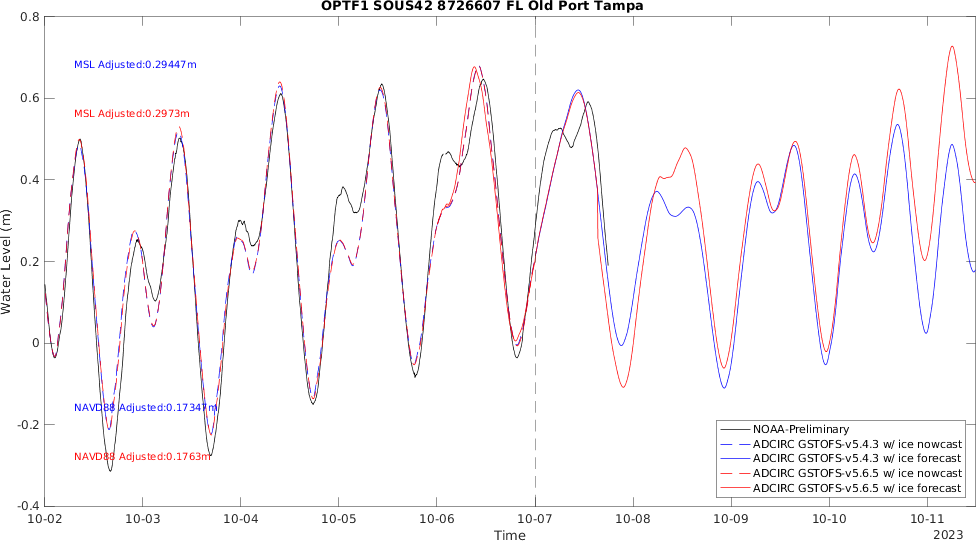 OPTF1 SOUS42 8726607 FL Old Port Tampa
0.8
0.6
0.4
0.2
0
-0.2
-0.4
Water Level (m)
MSL Adjusted:0.29447m
MSL Adjusted:0.2973m
NAVD88 Adjusted:0.17347m
NAVD88 Adjusted:0.1763m
NOAA-Preliminary
ADCIRC GSTOFS-v5.4.3 w/ ice nowcast
ADCIRC GSTOFS-v5.4.3 w/ ice forecast
ADCIRC GSTOFS-v5.6.5 w/ ice nowcast
ADCIRC GSTOFS-v5.6.5 w/ ice forecast
10-02 10-03 10-04 10-05 10-06 10-07 10-08 10-09 10-10 10-11
Time
2023